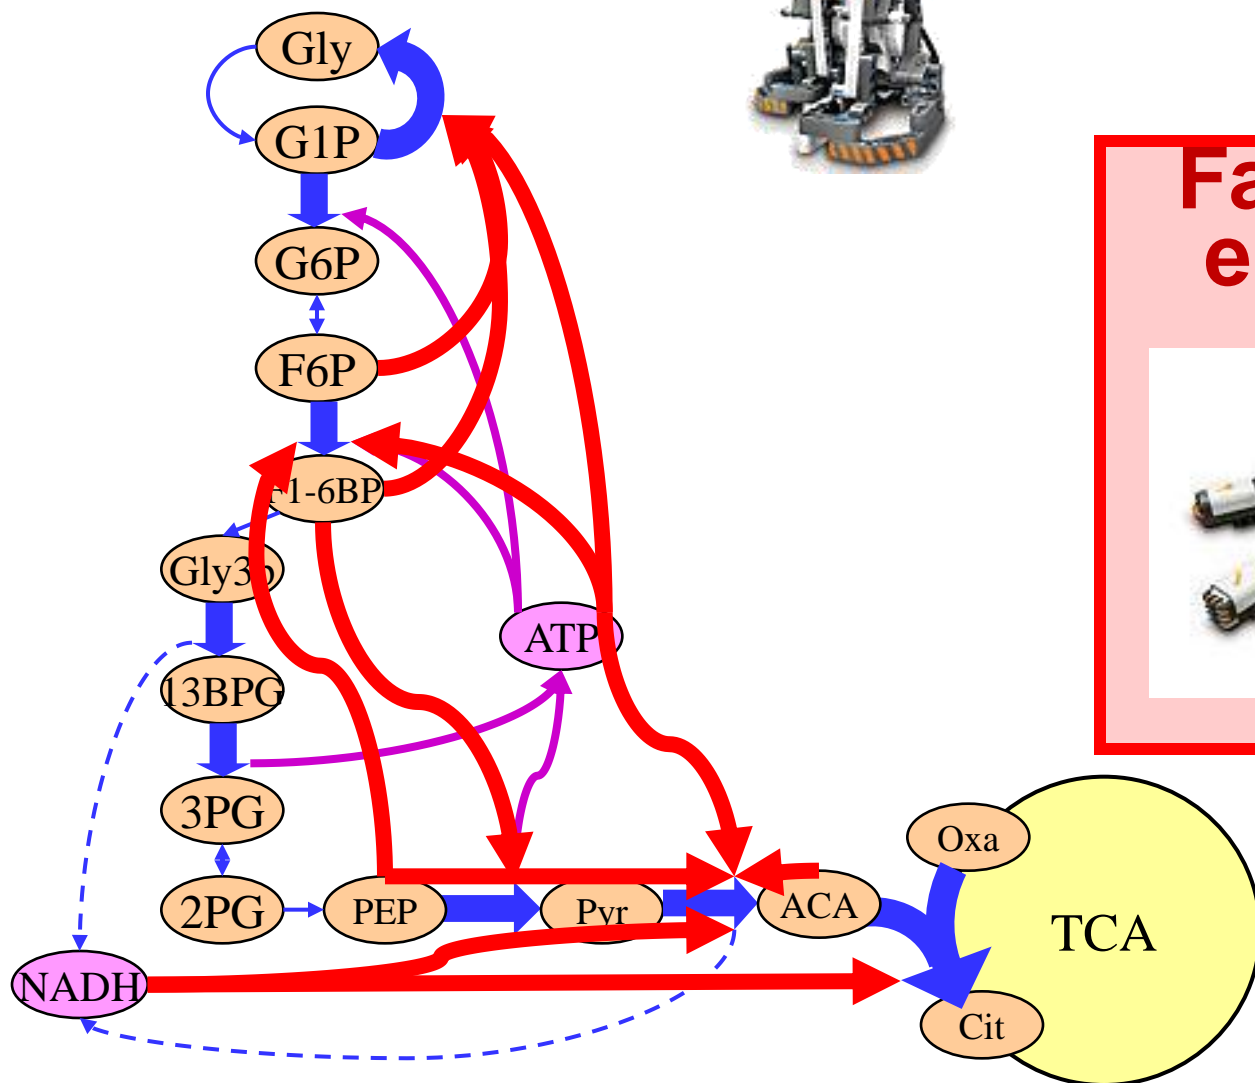 Gly
G1P
G6P
F6P
F1-6BP
Gly3p
13BPG
3PG
2PG
PEP
Pyr
ACA
Oxa
TCA
Cit
NADH
ATP
Fa
e